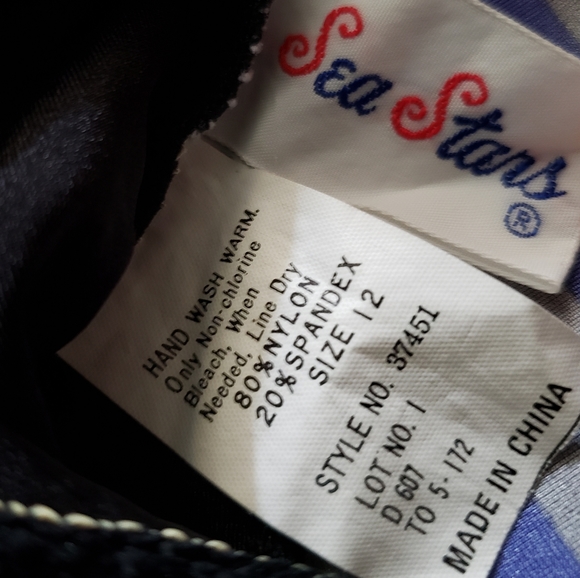 Sea Stars
®
HAND WASH WARM.
Only Non-chlorine
Bleach, When
Needed, Line Dry
80% NYLON
20% SPANDEX
SIZE 12
STYLE NO. 37451
LOT NO. 1
D 607
TO 5-172
MADE IN CHINA